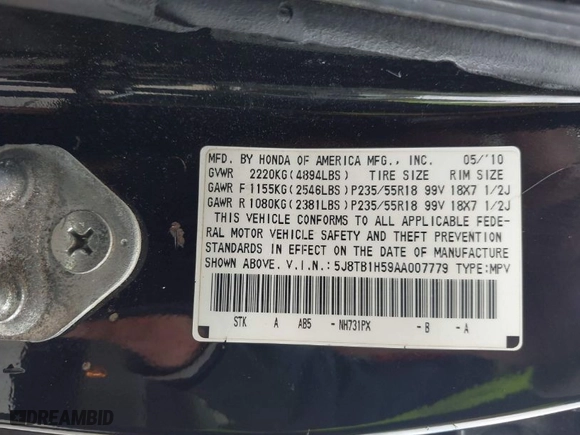 MFD. BY HONDA OF AMERICA MFG., INC. 05/'10
GVWR 2220KG(4894LBS) TIRE SIZE RIM SIZE
GAWR F 1155KG(2546LBS)P235/55R18 99V 18X7 1/2J
GAWR R 1080KG(2381LBS)P235/55R18 99V 18X7 1/2J
THIS VEHICLE CONFORMS TO ALL APPLICABLE FEDE-
RAL MOTOR VEHICLE SAFETY AND THEFT PREVENTION
STANDARDS IN EFFECT ON THE DATE OF MANUFACTURE
SHOWN ABOVE. V.I.N.:5J8TB1H59AA007779 TYPE:MPV
STK A AB5 - NH731PX - B - A
DREAMBID